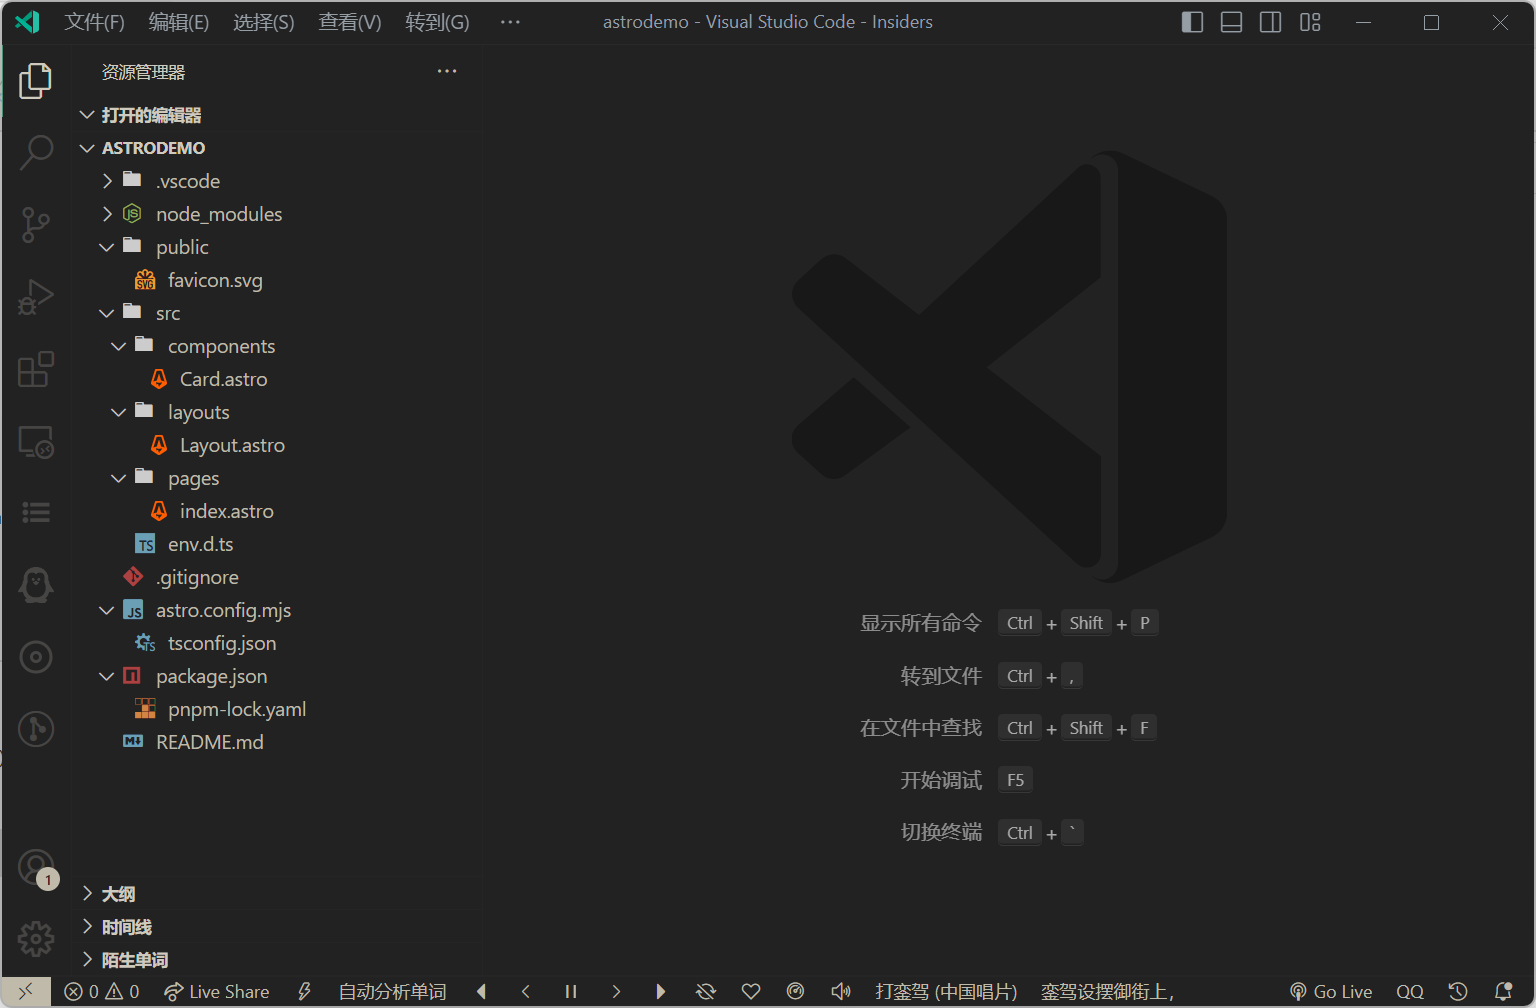 文件(F) 编辑(E) 选择(S) 查看(V) 转到(G) ··· astrodemo - Visual Studio Code - Insiders
资源管理器 ···
打开的编辑器
ASTRODEMO
.vscode
node_modules
public
favicon.svg
src
components
Card.astro
layouts
Layout.astro
pages
index.astro
TS env.d.ts
.gitignore
JS astro.config.mjs
TS tsconfig.json
package.json
pnpm-lock.yaml
README.md
显示所有命令 Ctrl + Shift + P
转到文件 Ctrl + ,
在文件中查找 Ctrl + Shift + F
开始调试 F5
切换终端 Ctrl + `
1
大纲
时间线
陌生单词
0 0 Live Share 自动分析单词 打銮驾 (中国唱片) 銮驾设摆御街上, Go Live QQ